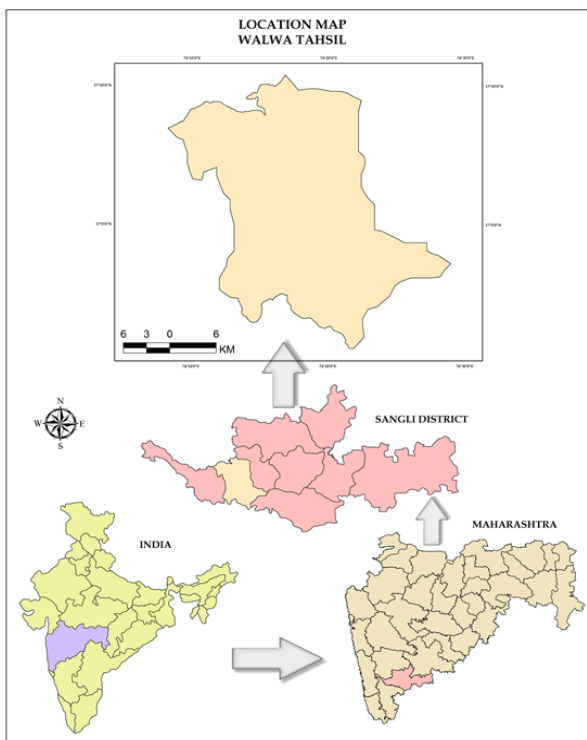 LOCATION MAP
WALWA TAHSIL
6 3 0 6
KM
N
W E
S
SANGLI DISTRICT
INDIA
MAHARASHTRA